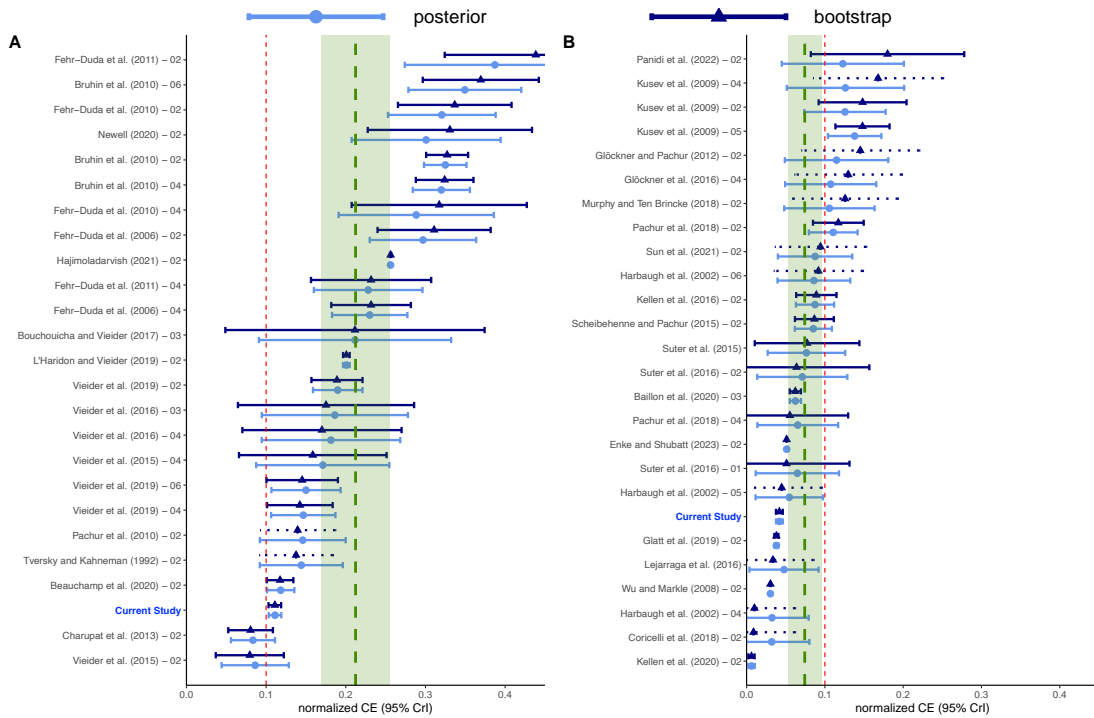 posterior
bootstrap
A
Fehr−Duda et al. (2011) − 02
Bruhin et al. (2010) − 06
Fehr−Duda et al. (2010) − 02
Newell (2020) − 02
Bruhin et al. (2010) − 02
Bruhin et al. (2010) − 04
Fehr−Duda et al. (2010) − 04
Fehr−Duda et al. (2006) − 02
Hajimoladarvish (2021) − 02
Fehr−Duda et al. (2011) − 04
Fehr−Duda et al. (2006) − 04
Bouchouicha and Vieider (2017) − 03
L'Haridon and Vieider (2019) − 02
Vieider et al. (2019) − 02
Vieider et al. (2016) − 03
Vieider et al. (2016) − 04
Vieider et al. (2015) − 04
Vieider et al. (2019) − 06
Vieider et al. (2019) − 04
Pachur et al. (2010) − 02
Tversky and Kahneman (1992) − 02
Beauchamp et al. (2020) − 02
Current Study
Charupat et al. (2013) − 02
Vieider et al. (2015) − 02
0.0 0.1 0.2 0.3 0.4
normalized CE (95% CrI)
B
Panidi et al. (2022) − 02
Kusev et al. (2009) − 04
Kusev et al. (2009) − 02
Kusev et al. (2009) − 05
Glöckner and Pachur (2012) − 02
Glöckner et al. (2016) − 04
Murphy and Ten Brincke (2018) − 02
Pachur et al. (2018) − 02
Sun et al. (2021) − 02
Harbaugh et al. (2002) − 06
Kellen et al. (2016) − 02
Scheibehenne and Pachur (2015) − 02
Suter et al. (2015)
Suter et al. (2016) − 02
Baillon et al. (2020) − 03
Pachur et al. (2018) − 04
Enke and Shubatt (2023) − 02
Suter et al. (2016) − 01
Harbaugh et al. (2002) − 05
Current Study
Glatt et al. (2019) − 02
Lejarraga et al. (2016)
Wu and Markle (2008) − 02
Harbaugh et al. (2002) − 04
Coricelli et al. (2018) − 02
Kellen et al. (2020) − 02
0.0 0.1 0.2 0.3 0.4
normalized CE (95% CrI)